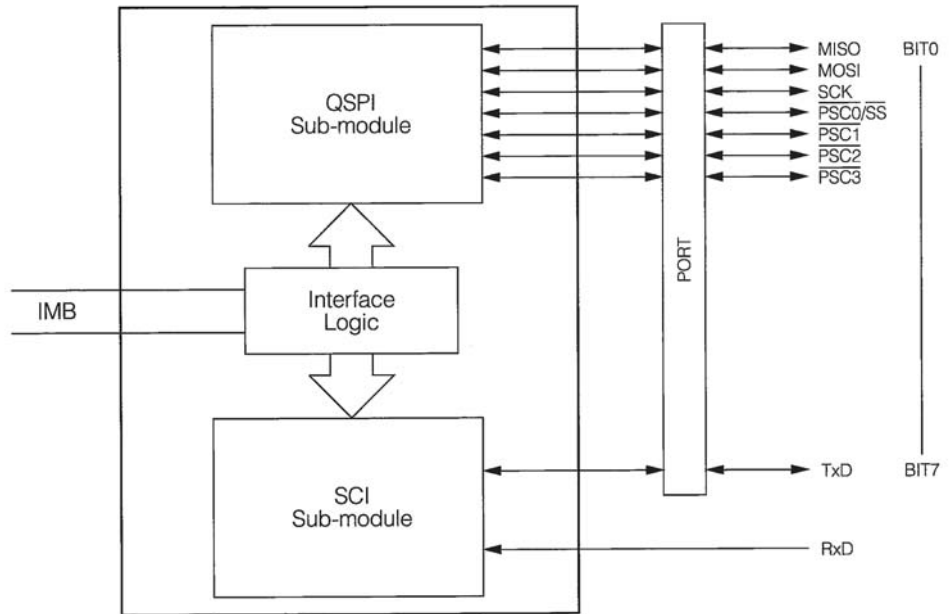 QSPI
Sub-module
Interface
Logic
IMB
SCI
Sub-module
PORT
MISO
MOSI
SCK
PSC0/SS
PSC1
PSC2
PSC3
TxD
RxD
BIT0
BIT7